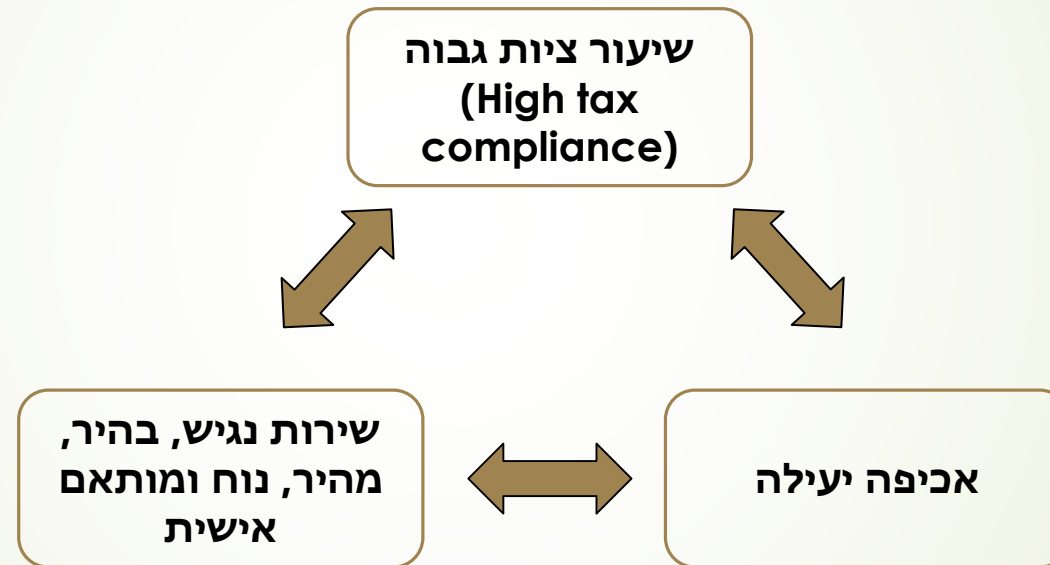 שיעור ציות גבוה
(High tax
compliance)
שירות נגיש, בהיר,
מהיר, נוח ומותאם
אישית
אכיפה יעילה